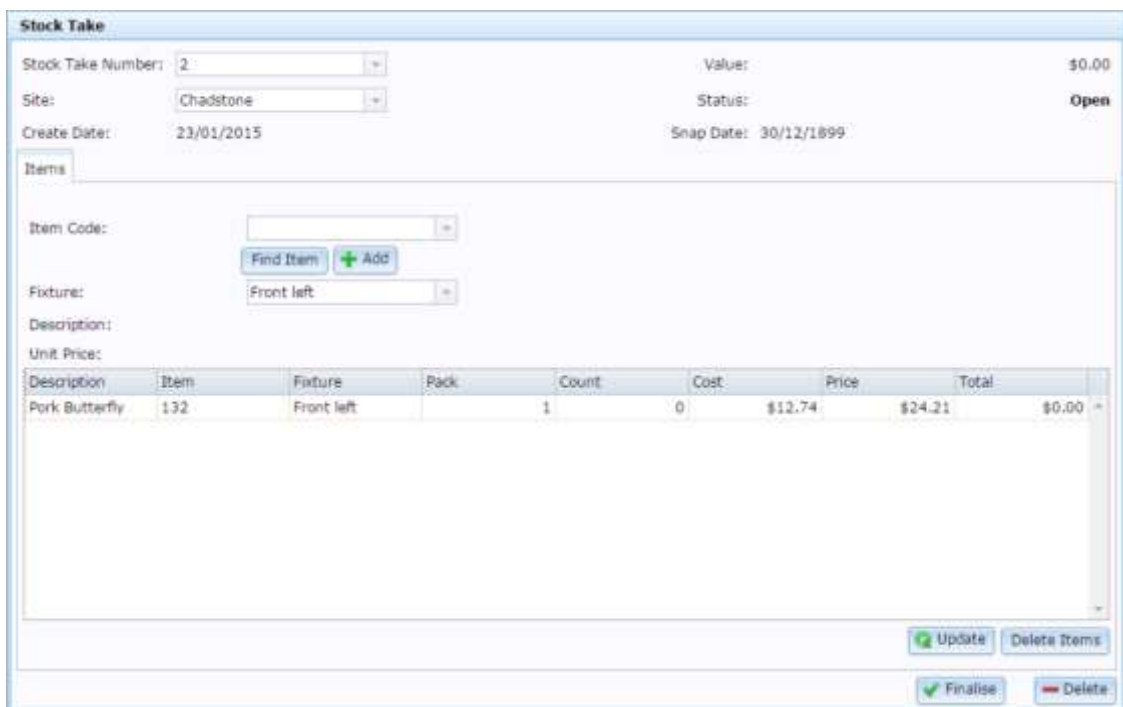 Stock Take
Stock Take Number: 2 Value: $0.00
Site: Chadstone Status: Open
Create Date: 23/01/2015 Snap Date: 30/12/1899
Items
Item Code:
Find Item Add
Fixture: Front left
Description:
Unit Price:
Description Item Fixture Pack Count Cost Price Total
Pork Butterfly 132 Front left 1 0 $12.74 $24.21 $0.00
Update Delete Items
Finalise Delete